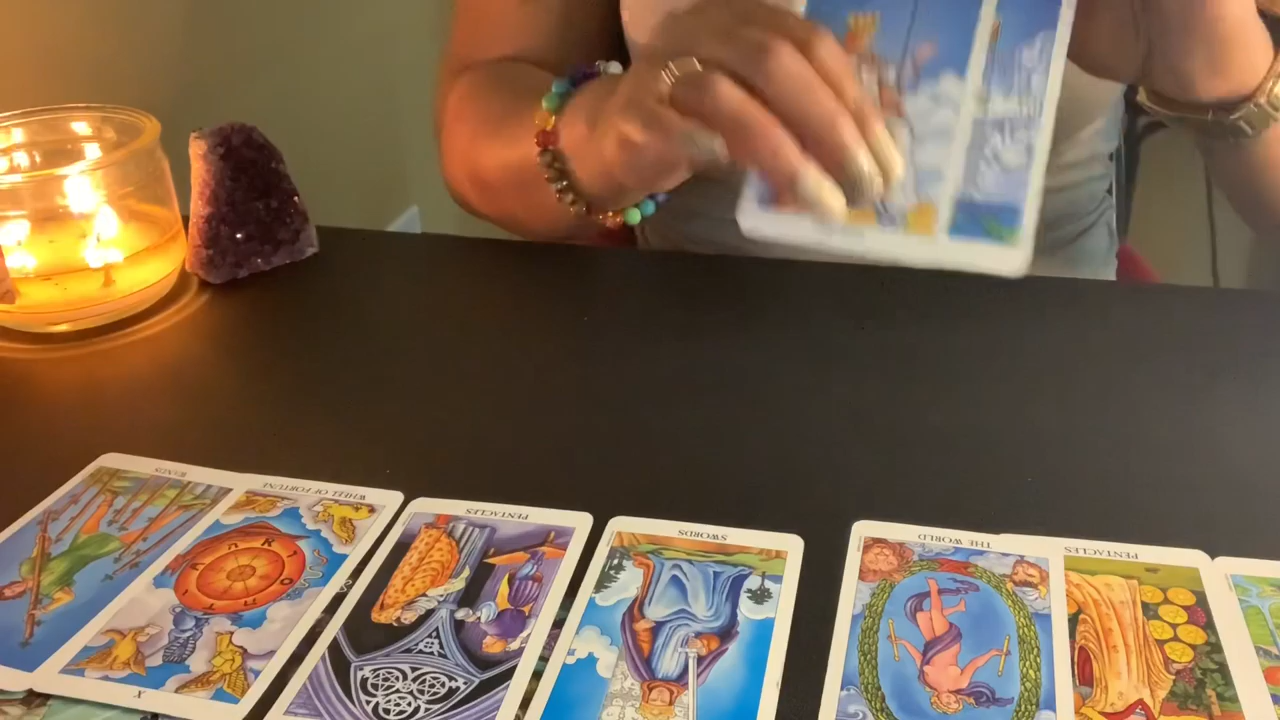 WANDS
WHEEL OF FORTUNE
X
PENTACLES
SWORDS
THE WORLD
PENTACLES